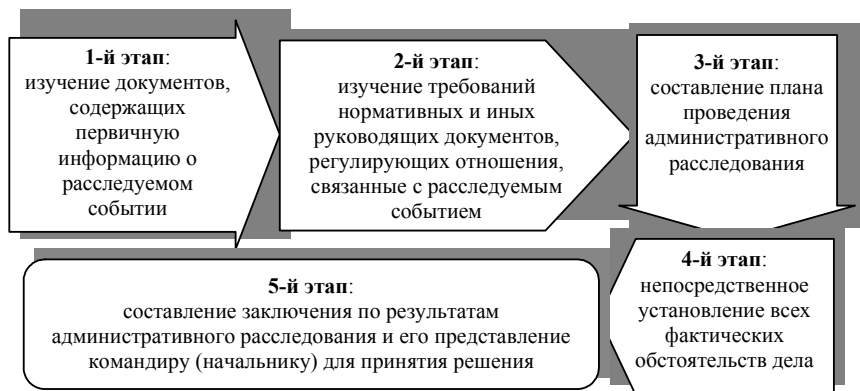 1-й этап:
изучение документов,
содержащих
первичную
информацию о
расследуемом
событии
2-й этап:
изучение требований
нормативных и иных
руководящих документов,
регулирующих отношения,
связанные с расследуемым
событием
3-й этап:
составление плана
проведения
административного
расследования
4-й этап:
непосредственное
установление всех
фактических
обстоятельств дела
5-й этап:
составление заключения по результатам
административного расследования и его представление
командиру (начальнику) для принятия решения